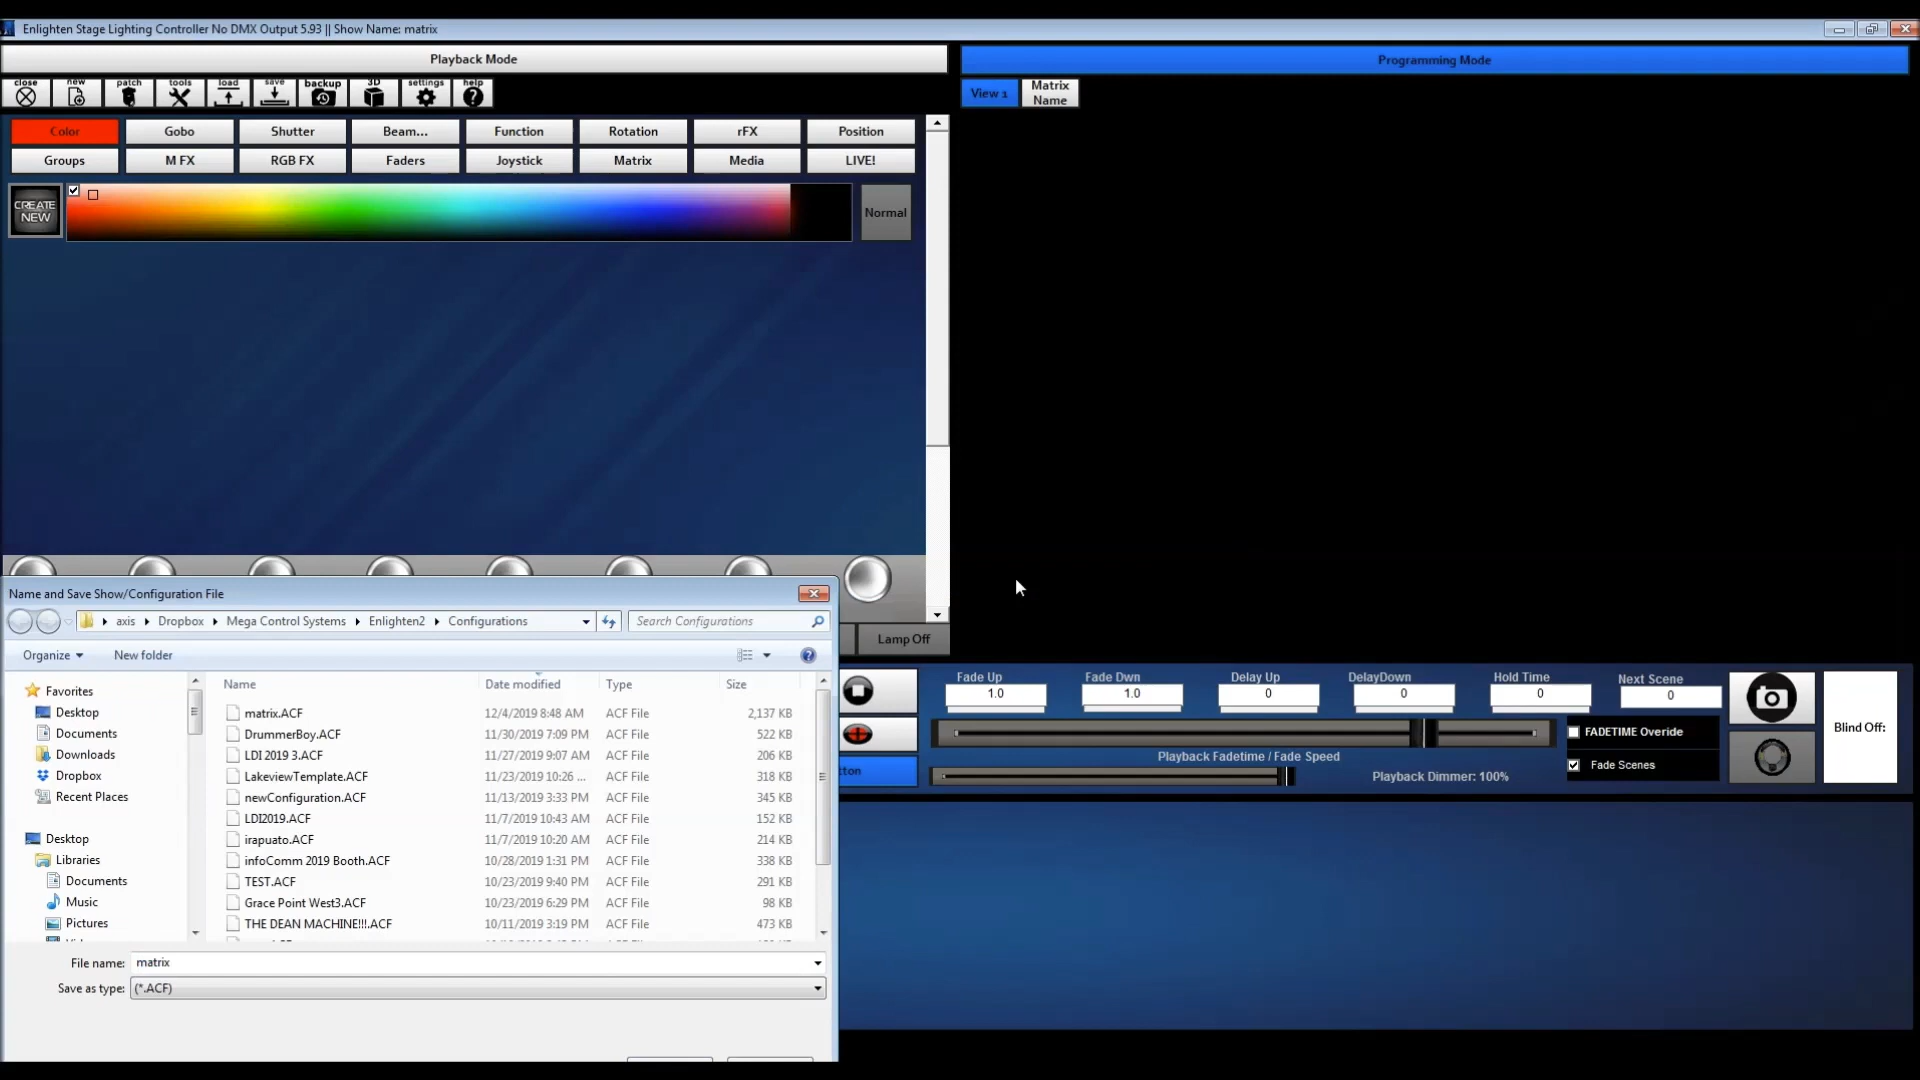 Enlighten Stage Lighting Controller No DMX Output 5.93 || Show Name: matrix
Playback Mode
Programming Mode
close new patch tools load save backup 3D settings help
View 1
Matrix
Name
Color Gobo Shutter Beam... Function Rotation rFX Position
Groups M FX RGB FX Faders Joystick Matrix Media LIVE!
CREATE
NEW
Normal
Lamp Off
Name and Save Show/Configuration File
axis Dropbox Mega Control Systems Enlighten2 Configurations
Search Configurations
Organize New folder
Favorites
Desktop
Documents
Downloads
Dropbox
Recent Places
Desktop
Libraries
Documents
Music
Pictures
Name Date modified Type Size
matrix.ACF 12/4/2019 8:48 AM ACF File 2,137 KB
DrummerBoy.ACF 11/30/2019 7:09 PM ACF File 522 KB
LDI 2019 3.ACF 11/27/2019 9:07 AM ACF File 206 KB
LakeviewTemplate.ACF 11/23/2019 10:26 ... ACF File 318 KB
newConfiguration.ACF 11/13/2019 3:33 PM ACF File 345 KB
LDI2019.ACF 11/7/2019 10:43 AM ACF File 152 KB
irapuato.ACF 11/7/2019 10:20 AM ACF File 214 KB
infoComm 2019 Booth.ACF 10/28/2019 1:31 PM ACF File 338 KB
TEST.ACF 10/23/2019 9:40 PM ACF File 291 KB
Grace Point West3.ACF 10/23/2019 6:29 PM ACF File 98 KB
THE DEAN MACHINE!!!.ACF 10/11/2019 3:19 PM ACF File 473 KB
File name: matrix
Save as type: (*.ACF)
Fade Up Fade Dwn Delay Up DelayDown Hold Time Next Scene
1.0 1.0 0 0 0 0
FADETIME Override
Playback Fadetime / Fade Speed
Fade Scenes
Playback Dimmer: 100%
Blind Off: